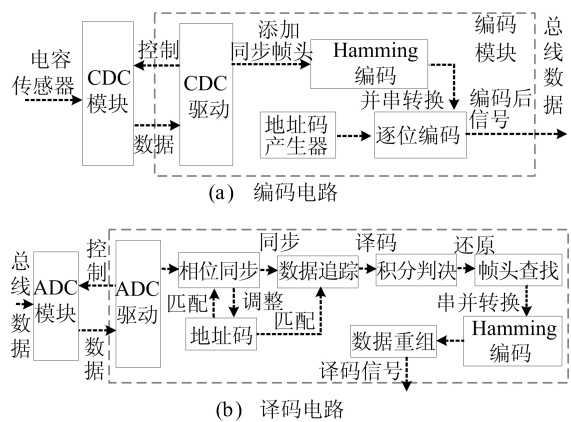 电容
传感器
CDC
模块
控制
数据
CDC
驱动
添加
同步帧头
Hamming
编码
编码
模块
并串转换
地址码
产生器
逐位编码
编码后
信号
总线数据
(a) 编码电路
总线数据
ADC
模块
控制
数据
ADC
驱动
相位同步
同步
数据追踪
译码
积分判决
还原
帧头查找
匹配
调整
地址码
匹配
串并转换
Hamming
编码
数据重组
译码信号
(b) 译码电路